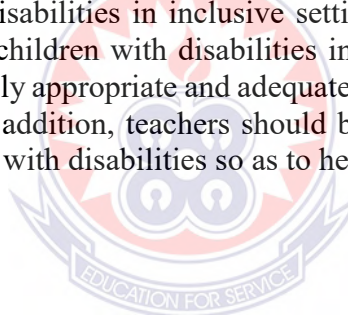 isabilities in inclusive setti
children with disabilities in
ly appropriate and adequate
addition, teachers should b
with disabilities so as to he
EDUCATION FOR SERVICE